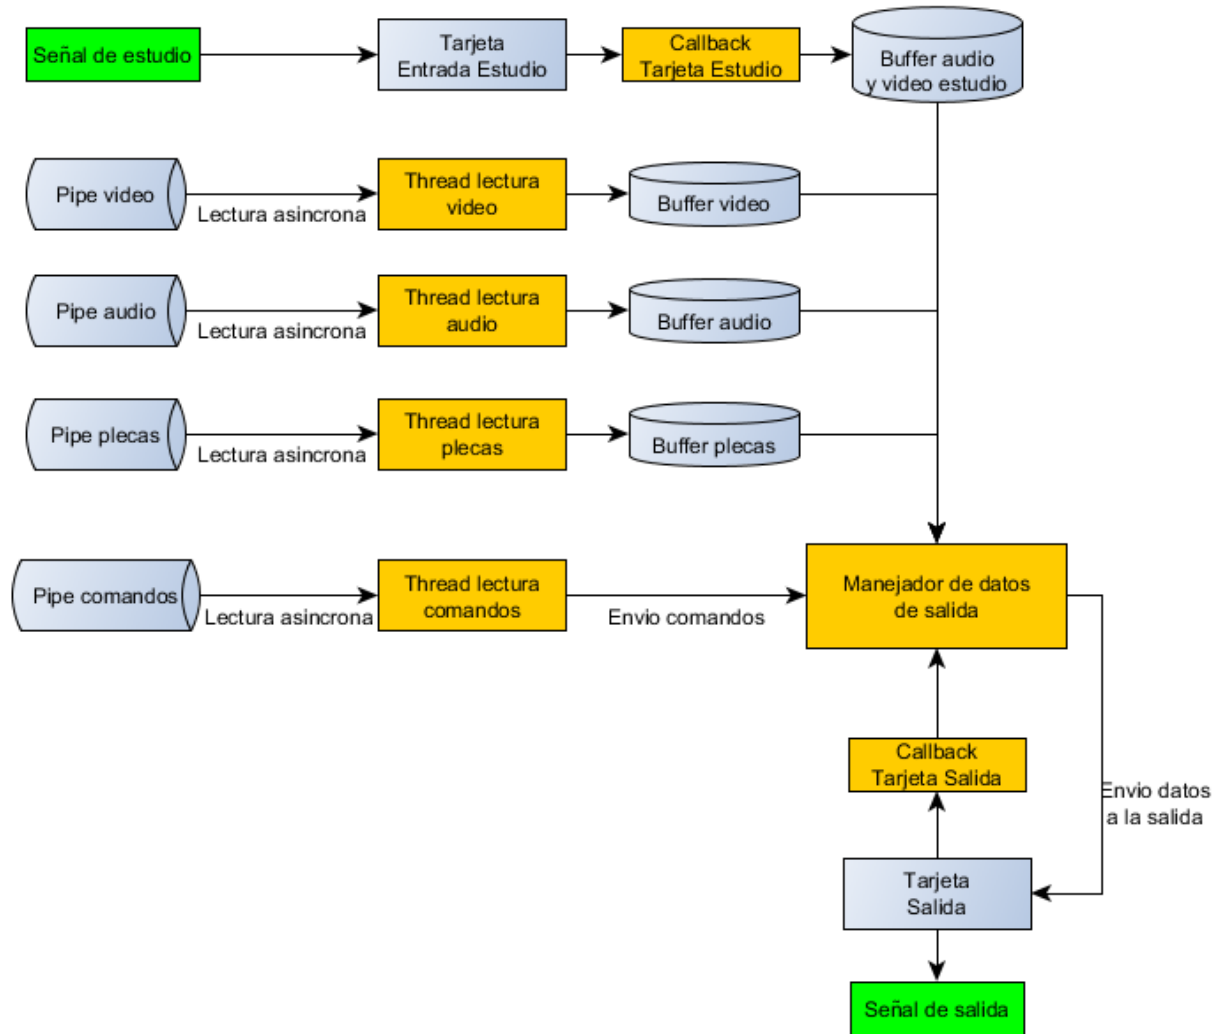 Señal de estudio
Tarjeta
Entrada Estudio
Callback
Tarjeta Estudio
Buffer audio
y video estudio
Pipe video
Lectura asincrona
Thread lectura
video
Buffer video
Pipe audio
Lectura asincrona
Thread lectura
audio
Buffer audio
Pipe plecas
Lectura asincrona
Thread lectura
plecas
Buffer plecas
Pipe comandos
Lectura asincrona
Thread lectura
comandos
Envio comandos
Manejador de datos
de salida
Callback
Tarjeta Salida
Envio datos
a la salida
Tarjeta
Salida
Señal de salida